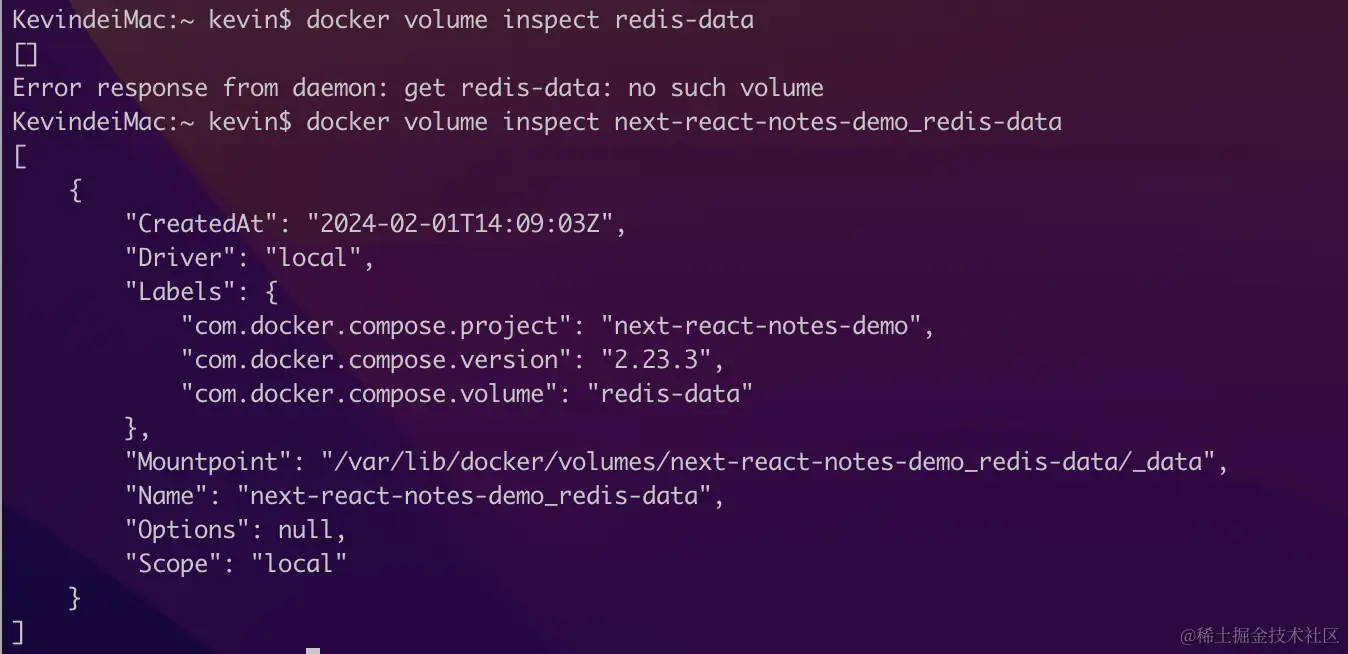 KevindeiMac:~ kevin$ docker volume inspect redis-data
[]
Error response from daemon: get redis-data: no such volume
KevindeiMac:~ kevin$ docker volume inspect next-react-notes-demo_redis-data
[
    {
        "CreatedAt": "2024-02-01T14:09:03Z",
        "Driver": "local",
        "Labels": {
            "com.docker.compose.project": "next-react-notes-demo",
            "com.docker.compose.version": "2.23.3",
            "com.docker.compose.volume": "redis-data"
        },
        "Mountpoint": "/var/lib/docker/volumes/next-react-notes-demo_redis-data/_data",
        "Name": "next-react-notes-demo_redis-data",
        "Options": null,
        "Scope": "local"
    }
]
@稀土掘金技术社区